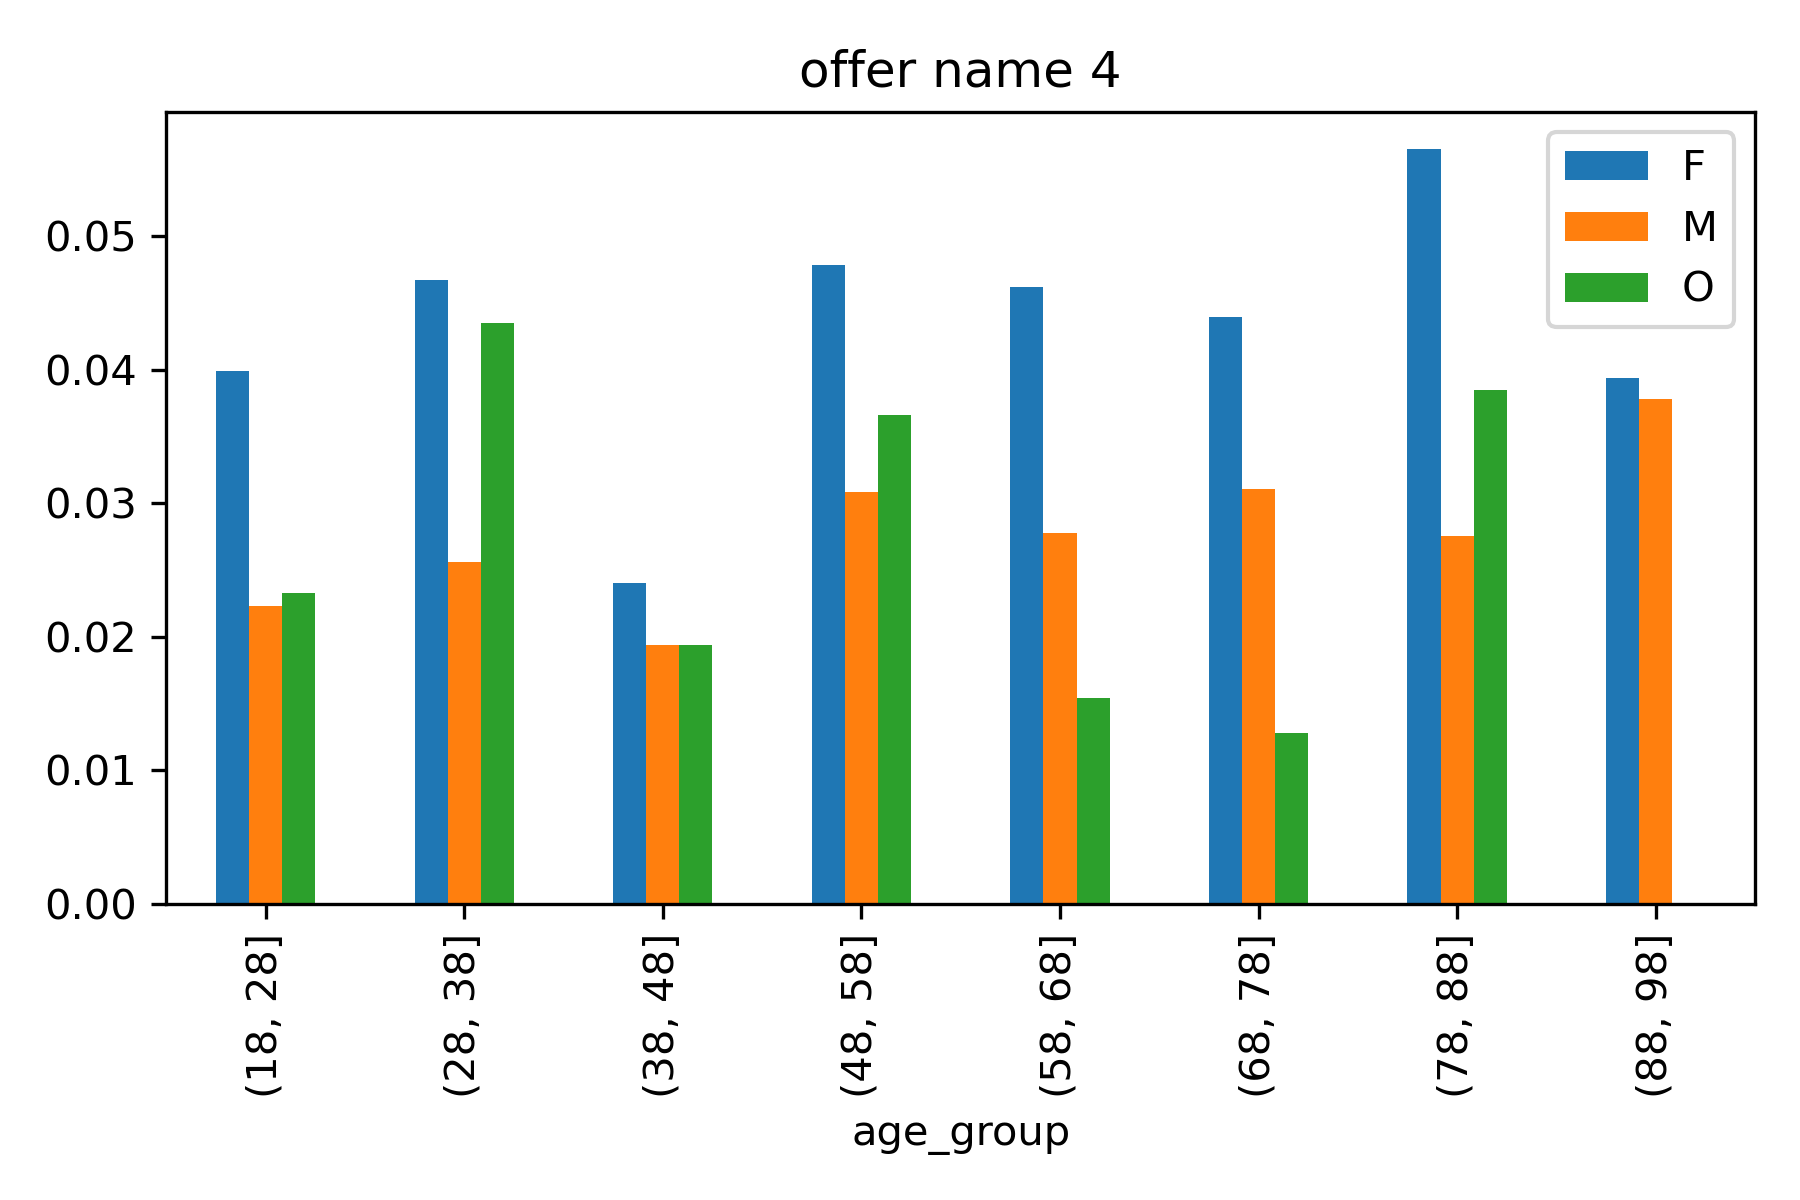 offer name 4
F
M
O
0.05
0.04
0.03
0.02
0.01
0.00
(18, 28]
(28, 38]
(38, 48]
(48, 58]
(58, 68]
(68, 78]
(78, 88]
(88, 98]
age_group